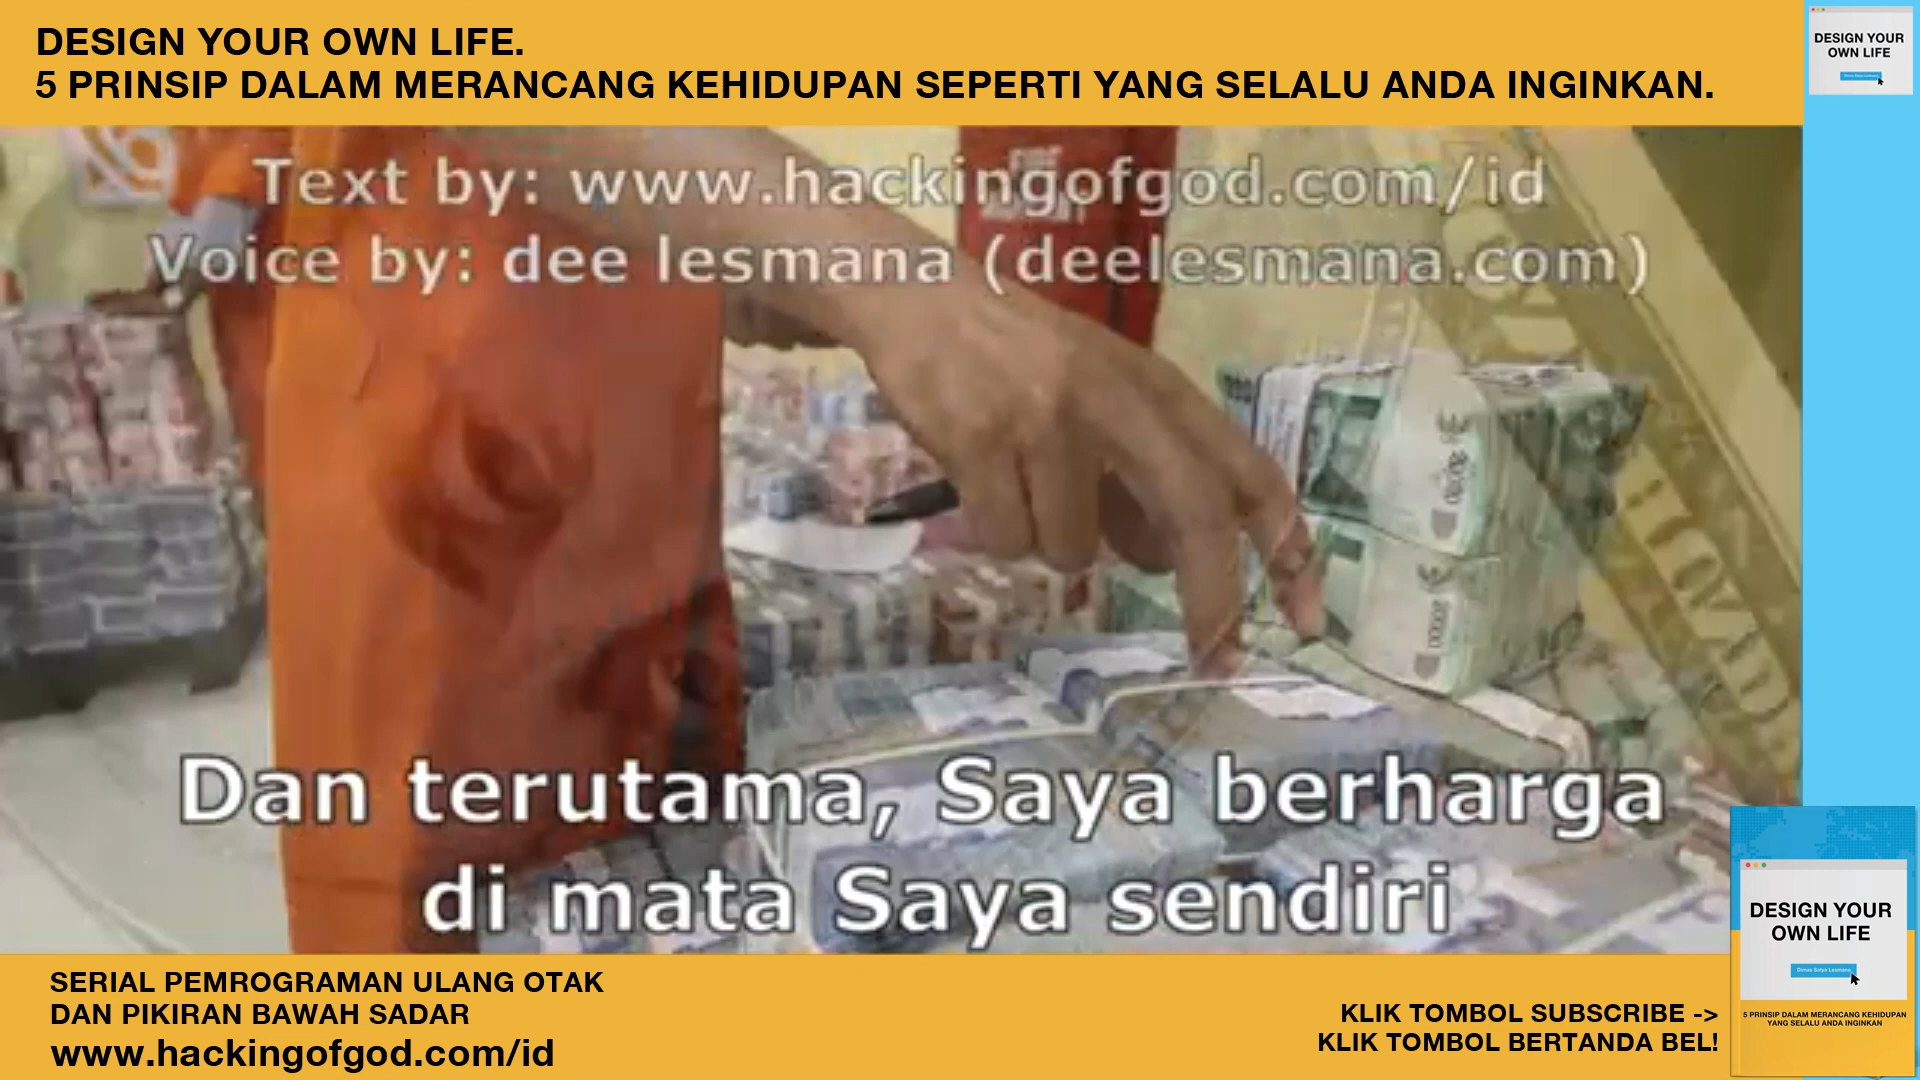 DESIGN YOUR OWN LIFE.
5 PRINSIP DALAM MERANCANG KEHIDUPAN SEPERTI YANG SELALU ANDA INGINKAN.
DESIGN YOUR
OWN LIFE
Text by: www.hackingofgod.com/id
Voice by: dee lesmana (deelesmana.com)
Dan terutama, Saya berharga
di mata Saya sendiri
SERIAL PEMROGRAMAN ULANG OTAK
DAN PIKIRAN BAWAH SADAR
www.hackingofgod.com/id
KLIK TOMBOL SUBSCRIBE ->
KLIK TOMBOL BERTANDA BEL!
DESIGN YOUR
OWN LIFE
Dimas Satya Lesmana
5 PRINSIP DALAM MERANCANG KEHIDUPAN
YANG SELALU ANDA INGINKAN